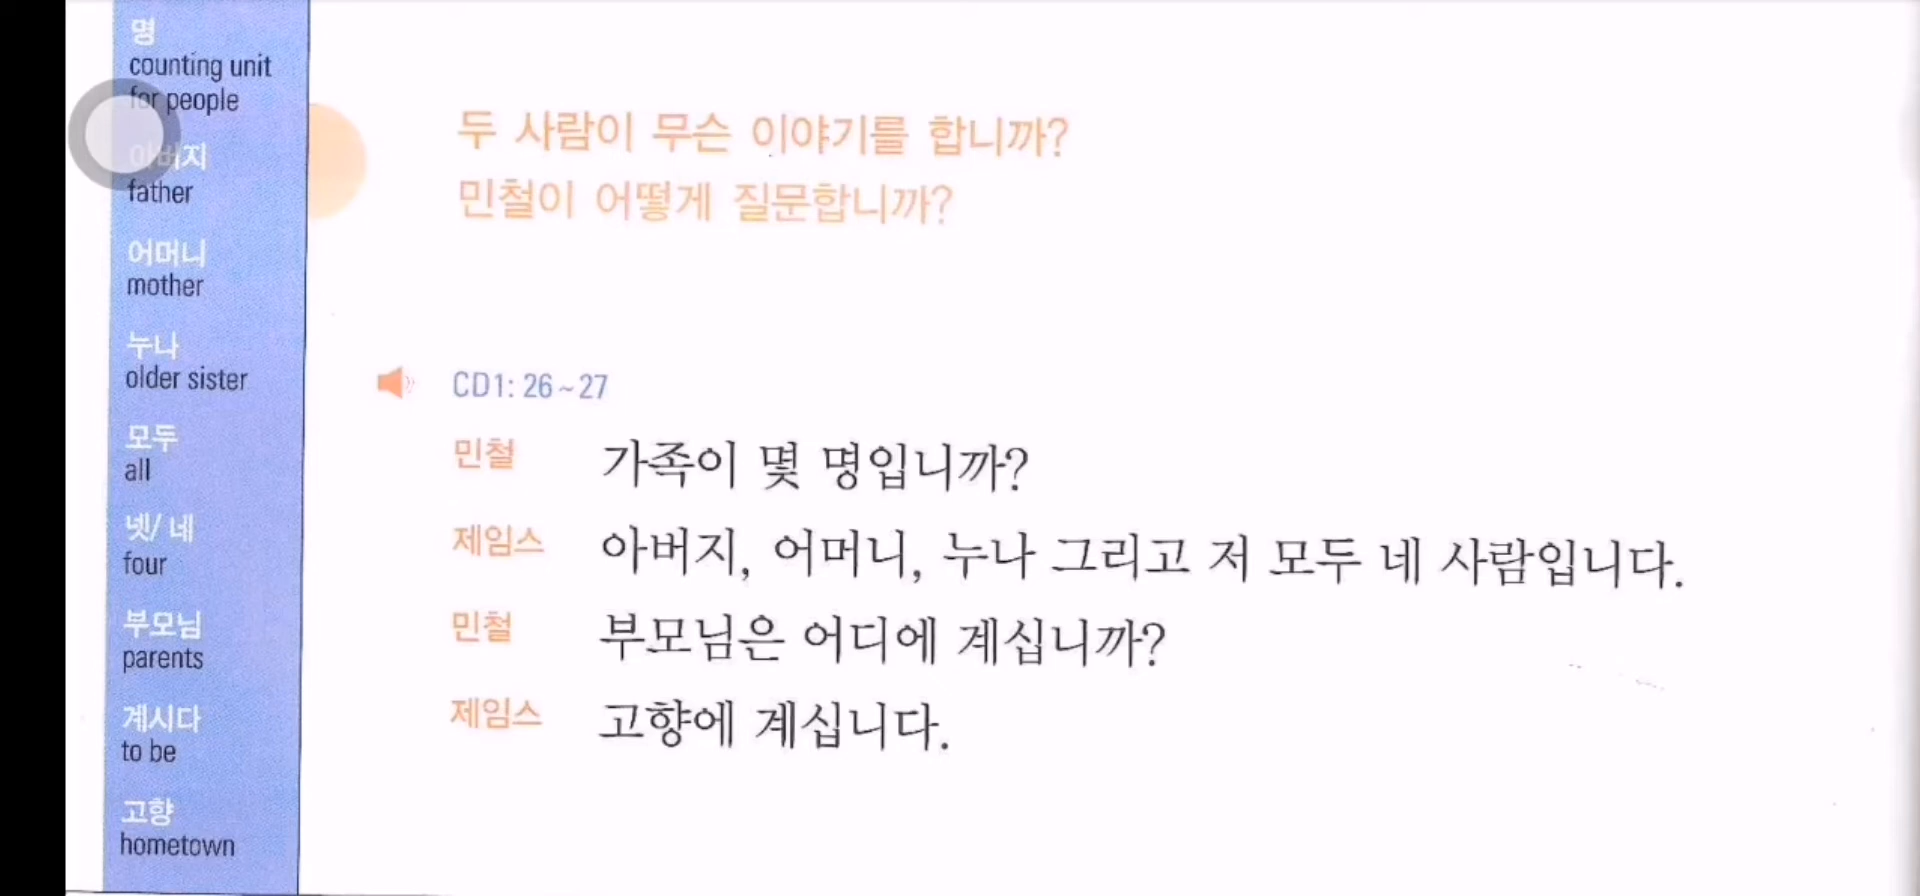 명
counting unit
for people
아버지
father
어머니
mother
누나
older sister
모두
all
넷/ 네
four
부모님
parents
계시다
to be
고향
hometown
두 사람이 무슨 이야기를 합니까?
민철이 어떻게 질문합니까?
CD1: 26~27
민철 가족이 몇 명입니까?
제임스 아버지, 어머니, 누나 그리고 저 모두 네 사람입니다.
민철 부모님은 어디에 계십니까?
제임스 고향에 계십니다.